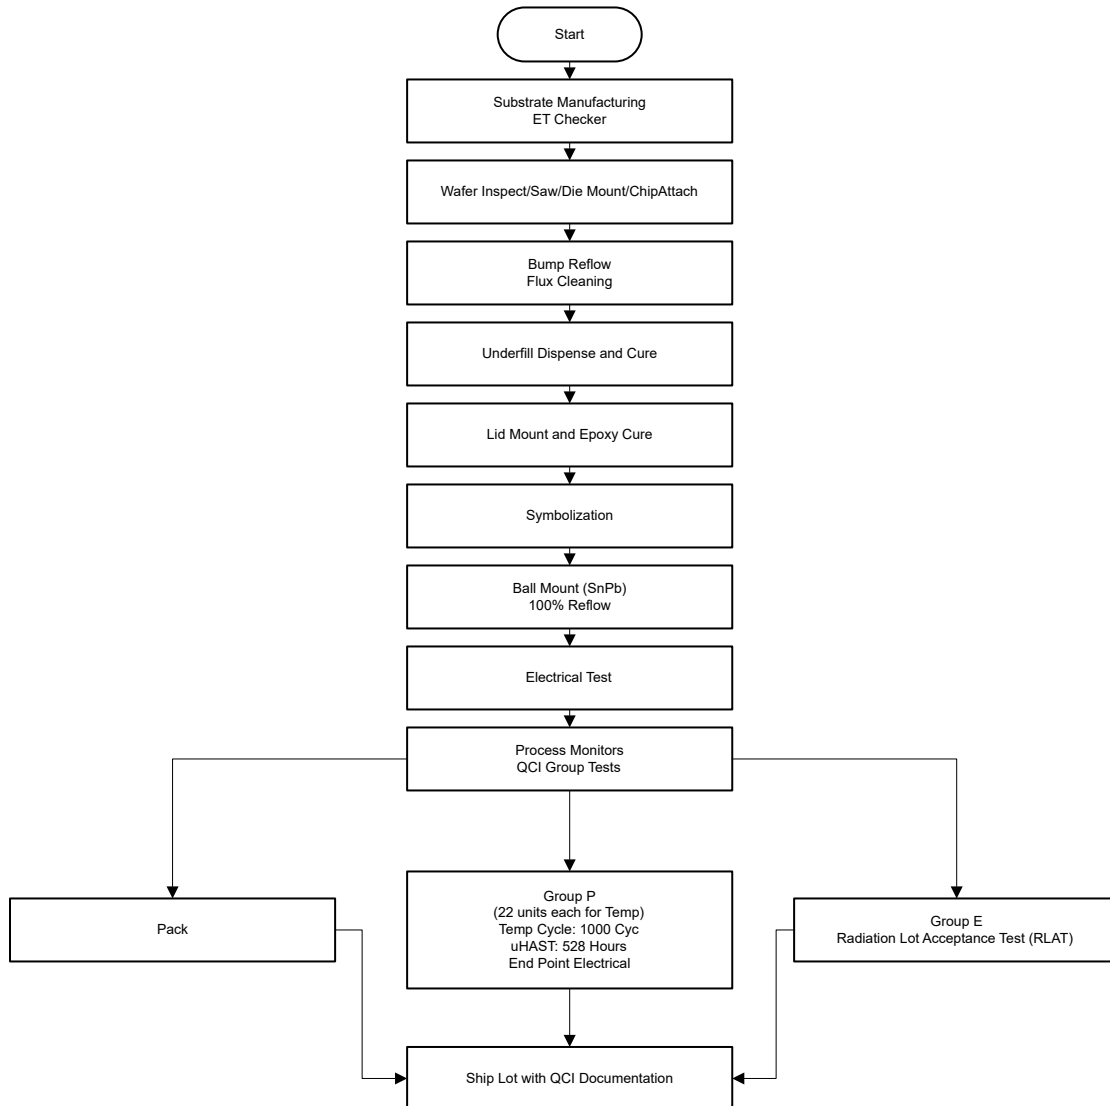 Start
Substrate Manufacturing
ET Checker
Wafer Inspect/Saw/Die Mount/ChipAttach
Bump Reflow
Flux Cleaning
Underfill Dispense and Cure
Lid Mount and Epoxy Cure
Symbolization
Ball Mount (SnPb)
100% Reflow
Electrical Test
Process Monitors
QCI Group Tests
Pack
Group P
(22 units each for Temp)
Temp Cycle: 1000 Cyc
uHAST: 528 Hours
End Point Electrical
Group E
Radiation Lot Acceptance Test (RLAT)
Ship Lot with QCI Documentation